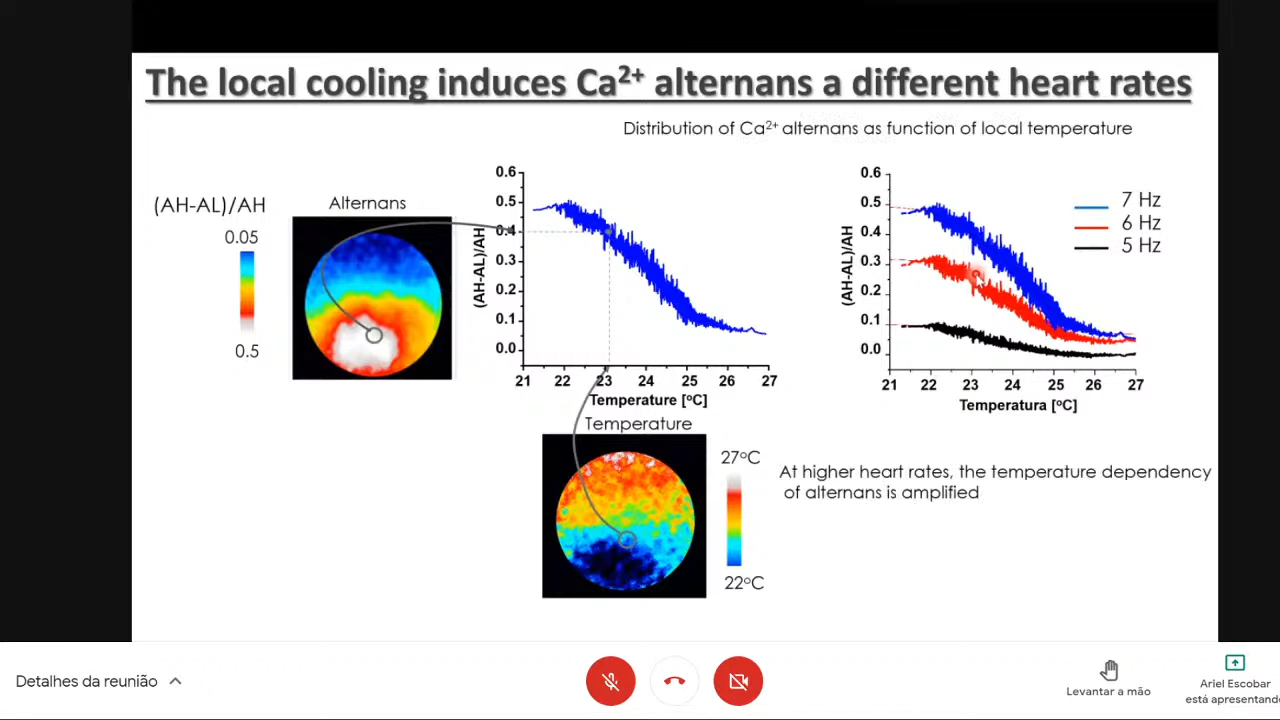 The local cooling induces Ca2+ alternans a different heart rates
Distribution of Ca2+ alternans as function of local temperature
(AH-AL)/AH
0.05
0.5
Alternans
(AH-AL)/AH
0.6
0.5
0.4
0.3
0.2
0.1
0.0
21 22 23 24 25 26 27
Temperature [oC]
(AH-AL)/AH
0.6
0.5
0.4
0.3
0.2
0.1
0.0
21 22 23 24 25 26 27
Temperatura [oC]
7 Hz
6 Hz
5 Hz
Temperature
27oC
22oC
At higher heart rates, the temperature dependency
of alternans is amplified
Detalhes da reunião
Levantar a mão
Ariel Escobar
está apresentand